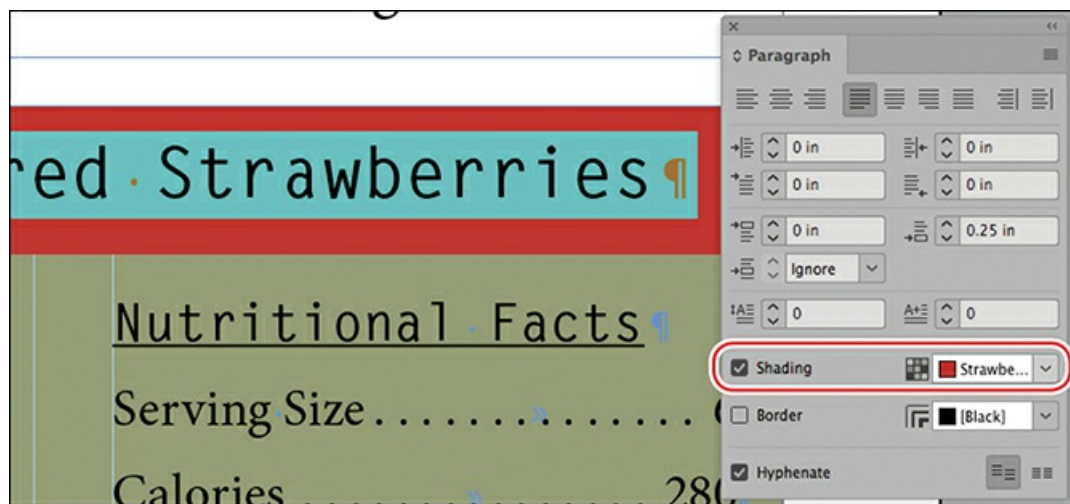 Paragraph
0 in 0 in
0 in 0 in
0 in 0.25 in
Ignore
0 0
Shading Strawbe...
Border [Black]
Hyphenate
red Strawberries¶
Nutritional Facts¶
Serving Size . . . . . . . » . . . . . . .
Calories . . . . . . . . . » . . . . . . . 280